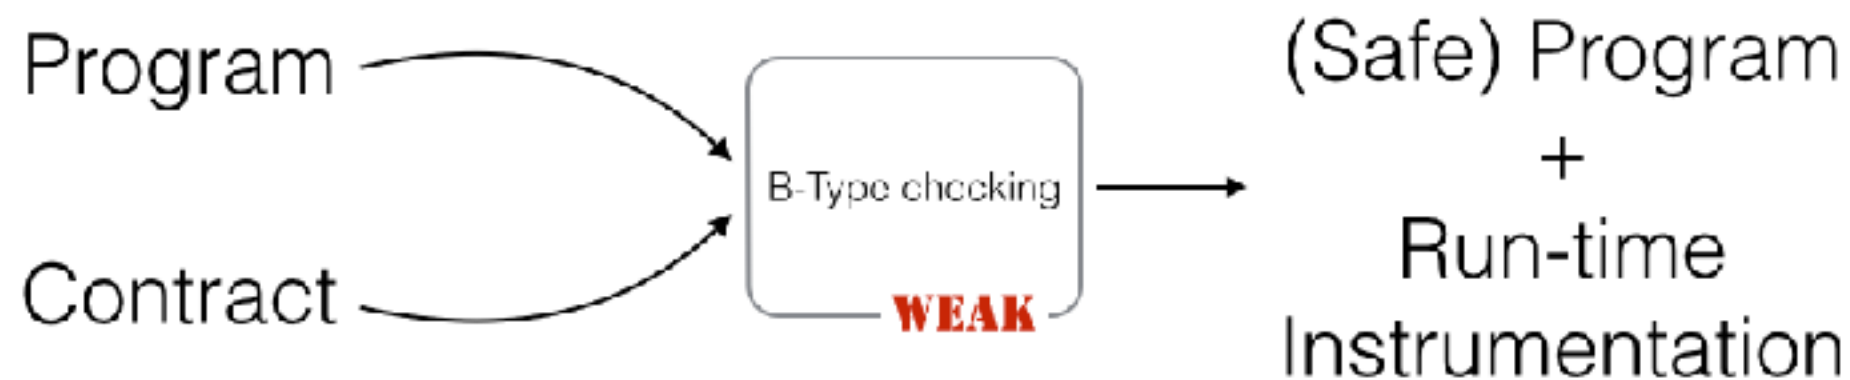 Program
Contract
B-Type checking
WEAK
(Safe) Program
+
Run-time
Instrumentation